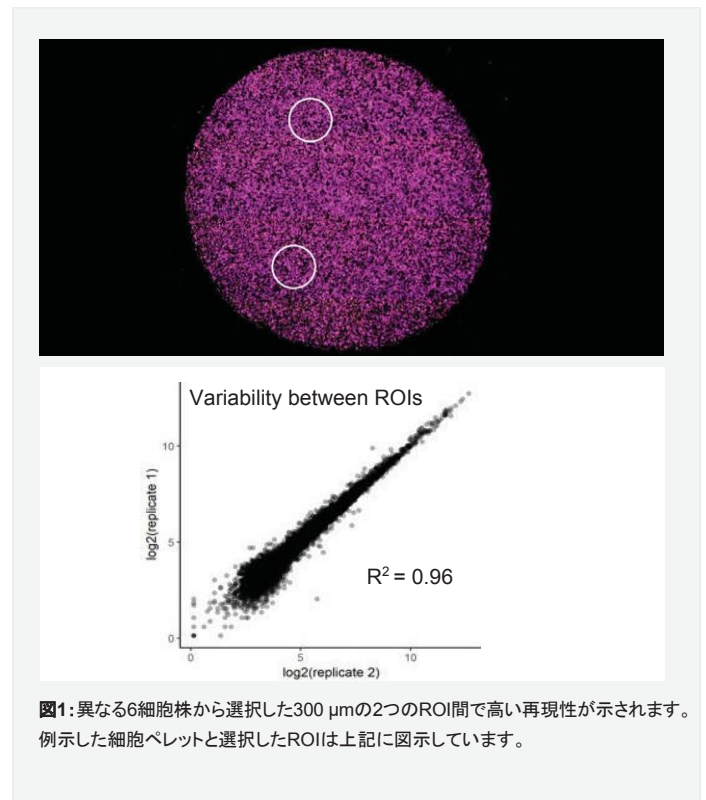 Variability between ROIs
10
5
0
log2(replicate 1)
R² = 0.96
0
5
10
log2(replicate 2)
図1:異なる6細胞株から選択した300 µmの2つのROI間で高い再現性が示されます。
例示した細胞ペレットと選択したROIは上記に図示しています。